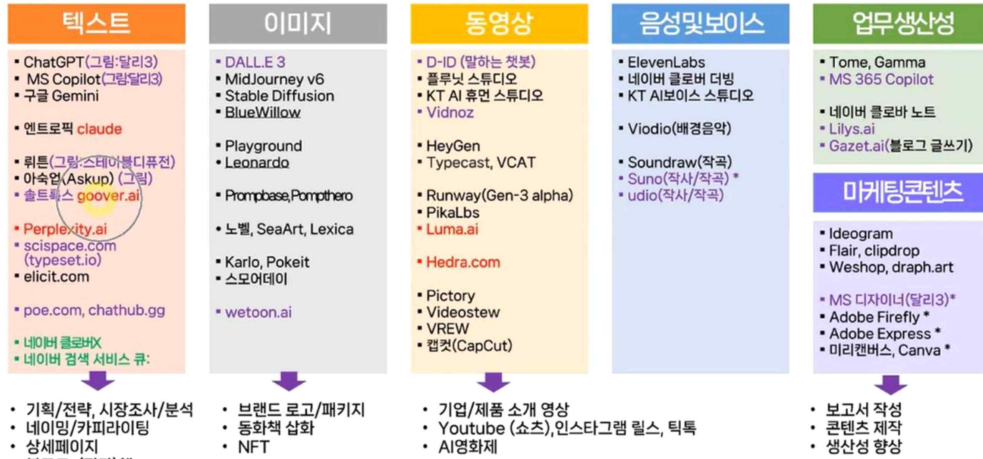 텍스트
▪ ChatGPT(그림:달리3)
▪ MS Copilot(그림:달리3)
▪ 구글 Gemini
▪ 엔트로픽 claude
▪ 뤼튼(그림:스테이블디퓨전)
▪ 아숙업(Askup) (그림)
▪ 솔트룩스 goover.ai
▪ Perplexity.ai
▪ scispace.com
(typeset.io)
▪ elicit.com
▪ poe.com, chathub.gg
▪ 네이버 클로버X
▪ 네이버 검색 서비스 큐:
• 기획/전략, 시장조사/분석
• 네이밍/카피라이팅
• 상세페이지
이미지
▪ DALL.E 3
▪ MidJourney v6
▪ Stable Diffusion
▪ BlueWillow
▪ Playground
▪ Leonardo
▪ Prompbase,Pompthero
▪ 노벨, SeaArt, Lexica
▪ Karlo, Pokeit
▪ 스모어데이
▪ wetoon.ai
• 브랜드 로고/패키지
• 동화책 삽화
• NFT
동영상
▪ D-ID (말하는 챗봇)
▪ 플루닛 스튜디오
▪ KT AI 휴먼 스튜디오
▪ Vidnoz
▪ HeyGen
▪ Typecast, VCAT
▪ Runway(Gen-3 alpha)
▪ PikaLbs
▪ Luma.ai
▪ Hedra.com
▪ Pictory
▪ Videostew
▪ VREW
▪ 캡컷(CapCut)
• 기업/제품 소개 영상
• Youtube (쇼츠),인스타그램 릴스, 틱톡
• AI영화제
음성및보이스
▪ ElevenLabs
▪ 네이버 클로버 더빙
▪ KT AI보이스 스튜디오
▪ Viodio(배경음악)
▪ Soundraw(작곡)
▪ Suno(작사/작곡) *
▪ udio(작사/작곡)
업무생산성
▪ Tome, Gamma
▪ MS 365 Copilot
▪ 네이버 클로바 노트
▪ Lilys.ai
▪ Gazet.ai(블로그 글쓰기)
마케팅콘텐츠
▪ Ideogram
▪ Flair, clipdrop
▪ Weshop, draph.art
▪ MS 디자이너(달리3)*
▪ Adobe Firefly *
▪ Adobe Express *
▪ 미리캔버스, Canva *
• 보고서 작성
• 콘텐츠 제작
• 생산성 향상